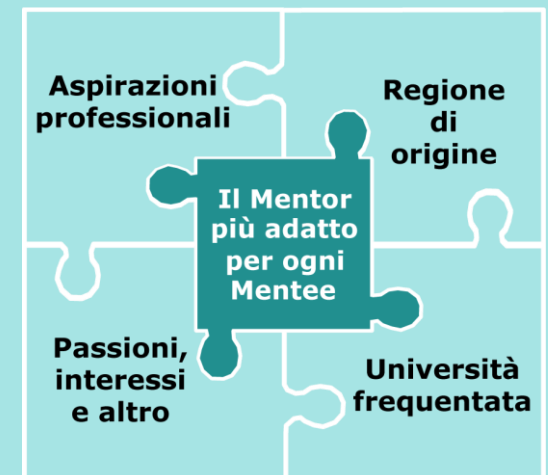 Aspirazioni
professionali
Regione
di
origine
Il Mentor
più adatto
per ogni
Mentee
Passioni,
interessi
e altro
Università
frequentata